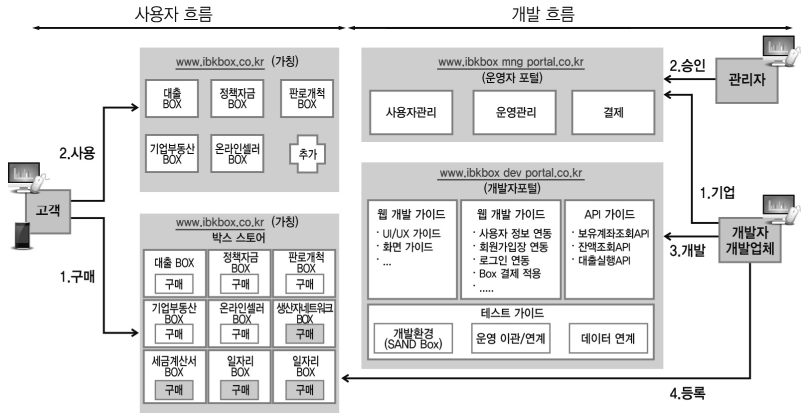 사용자 흐름
개발 흐름
www.ibkbox.co.kr (가칭)
대출
BOX
정책자금
BOX
판로개척
BOX
기업부동산
BOX
온라인셀러
BOX
추가
2.사용
고객
1.구매
www.ibkbox.co.kr (가칭)
박스 스토어
대출 BOX
구매
정책자금
BOX
구매
판로개척
BOX
구매
기업부동산
BOX
구매
온라인셀러
BOX
구매
생산자네트워크
BOX
구매
세금계산서
BOX
구매
일자리
BOX
구매
일자리
BOX
구매
www.ibkbox mng portal.co.kr
(운영자 포털)
사용자관리
운영관리
결제
2.승인
관리자
www.ibkbox dev portal.co.kr
(개발자포털)
웹 개발 가이드
· UI/UX 가이드
· 화면 가이드
· ...
웹 개발 가이드
· 사용자 정보 연동
· 회원가입장 연동
· 로그인 연동
· Box 결제 적용
· .....
API 가이드
· 보유계좌조회API
· 잔액조회API
· 대출실행API
테스트 가이드
개발환경
(SAND Box)
운영 이관/연계
데이터 연계
1.기업
3.개발
개발자
개발업체
4.등록